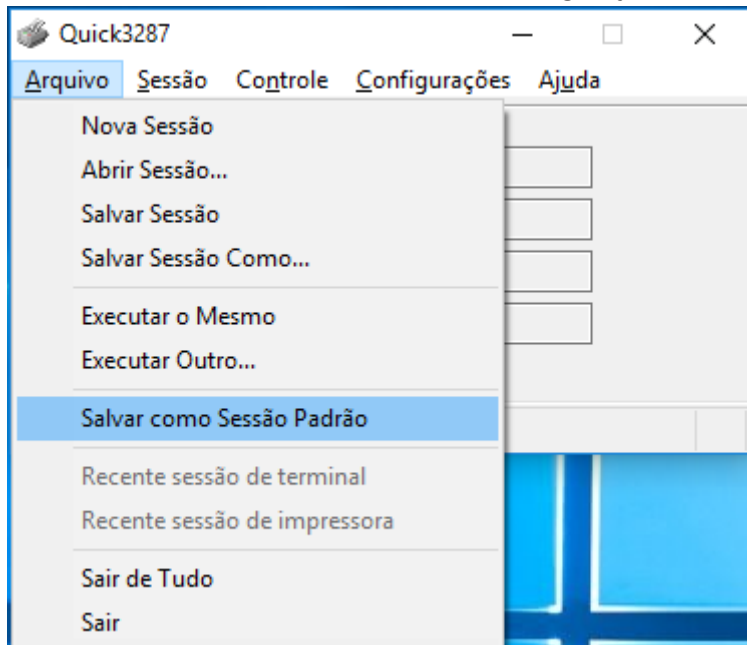 Quick3287
Arquivo Sessão Controle Configurações Ajuda
Nova Sessão
Abrir Sessão...
Salvar Sessão
Salvar Sessão Como...
Executar o Mesmo
Executar Outro...
Salvar como Sessão Padrão
Recente sessão de terminal
Recente sessão de impressora
Sair de Tudo
Sair